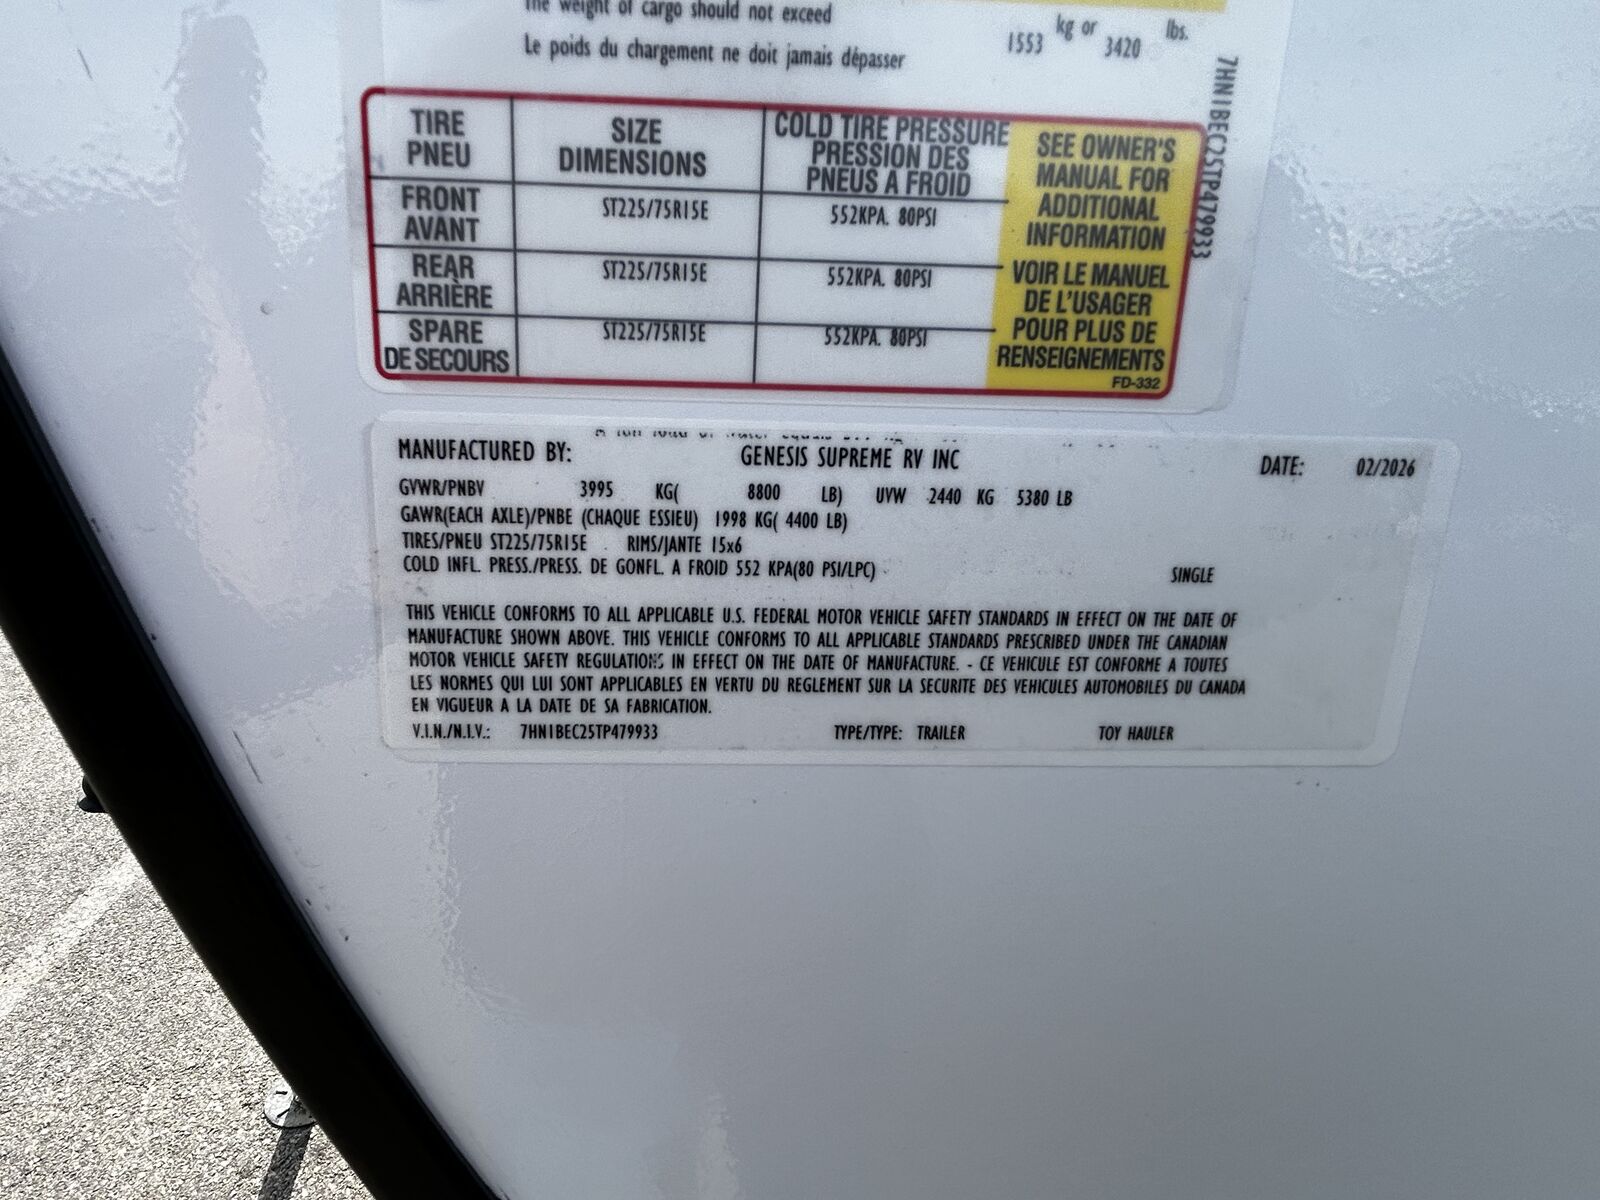 The weight of cargo should not exceed
kg or lbs.
Le poids du chargement ne doit jamais dépasser 1553 3420
TIRE PNEU
SIZE DIMENSIONS
COLD TIRE PRESSURE PRESSION DES PNEUS A FROID
FRONT AVANT
ST225/75R15E
552KPA. 80PSI
REAR ARRIÈRE
ST225/75R15E
552KPA. 80PSI
SPARE DE SECOURS
ST225/75R15E
552KPA. 80PSI
SEE OWNER'S
MANUAL FOR
ADDITIONAL
INFORMATION
VOIR LE MANUEL
DE L'USAGER
POUR PLUS DE
RENSEIGNEMENTS
FD-332
7HN1BEC25TP479933
MANUFACTURED BY: GENESIS SUPREME RV INC DATE: 02/2026
GVWR/PNBV 3995 KG( 8800 LB) UVW 2440 KG 5380 LB
GAWR(EACH AXLE)/PNBE (CHAQUE ESSIEU) 1998 KG( 4400 LB)
TIRES/PNEU ST225/75R15E RIMS/JANTE 15x6
COLD INFL. PRESS./PRESS. DE GONFL. A FROID 552 KPA(80 PSI/LPC) SINGLE
THIS VEHICLE CONFORMS TO ALL APPLICABLE U.S. FEDERAL MOTOR VEHICLE SAFETY STANDARDS IN EFFECT ON THE DATE OF
MANUFACTURE SHOWN ABOVE. THIS VEHICLE CONFORMS TO ALL APPLICABLE STANDARDS PRESCRIBED UNDER THE CANADIAN
MOTOR VEHICLE SAFETY REGULATIONS IN EFFECT ON THE DATE OF MANUFACTURE. - CE VEHICULE EST CONFORME A TOUTES
LES NORMES QUI LUI SONT APPLICABLES EN VERTU DU REGLEMENT SUR LA SECURITE DES VEHICULES AUTOMOBILES DU CANADA
EN VIGUEUR A LA DATE DE SA FABRICATION.
V.I.N./N.I.V.: 7HN1BEC25TP479933 TYPE/TYPE: TRAILER TOY HAULER